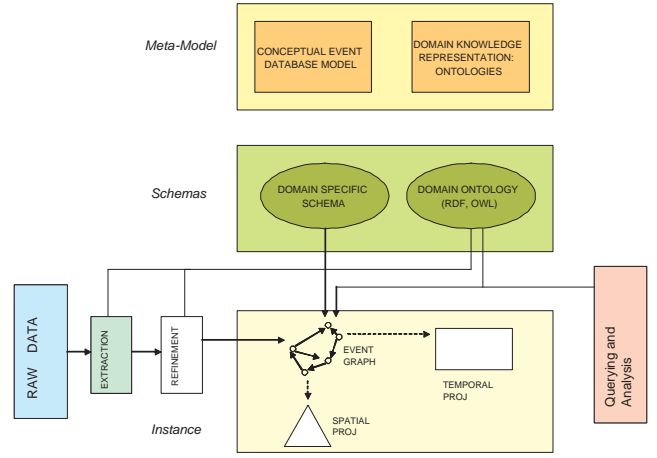 Meta-Model
CONCEPTUAL EVENT
DATABASE MODEL
DOMAIN KNOWLEDGE
REPRESENTATION:
ONTOLOGIES
Schemas
DOMAIN SPECIFIC
SCHEMA
DOMAIN ONTOLOGY
(RDF, OWL)
RAW DATA
EXTRACTION
REFINEMENT
EVENT
GRAPH
TEMPORAL
PROJ
SPATIAL
PROJ
Instance
Querying and
Analysis